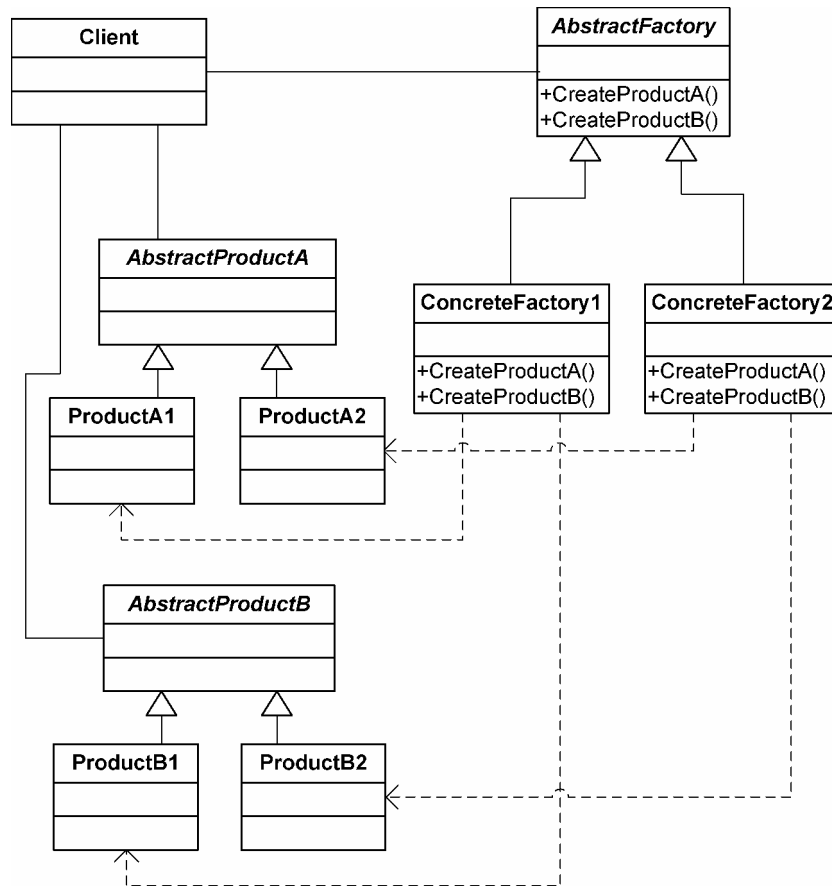 Client
AbstractFactory
+CreateProductA()
+CreateProductB()
AbstractProductA
ConcreteFactory1
+CreateProductA()
+CreateProductB()
ConcreteFactory2
+CreateProductA()
+CreateProductB()
ProductA1
ProductA2
AbstractProductB
ProductB1
ProductB2